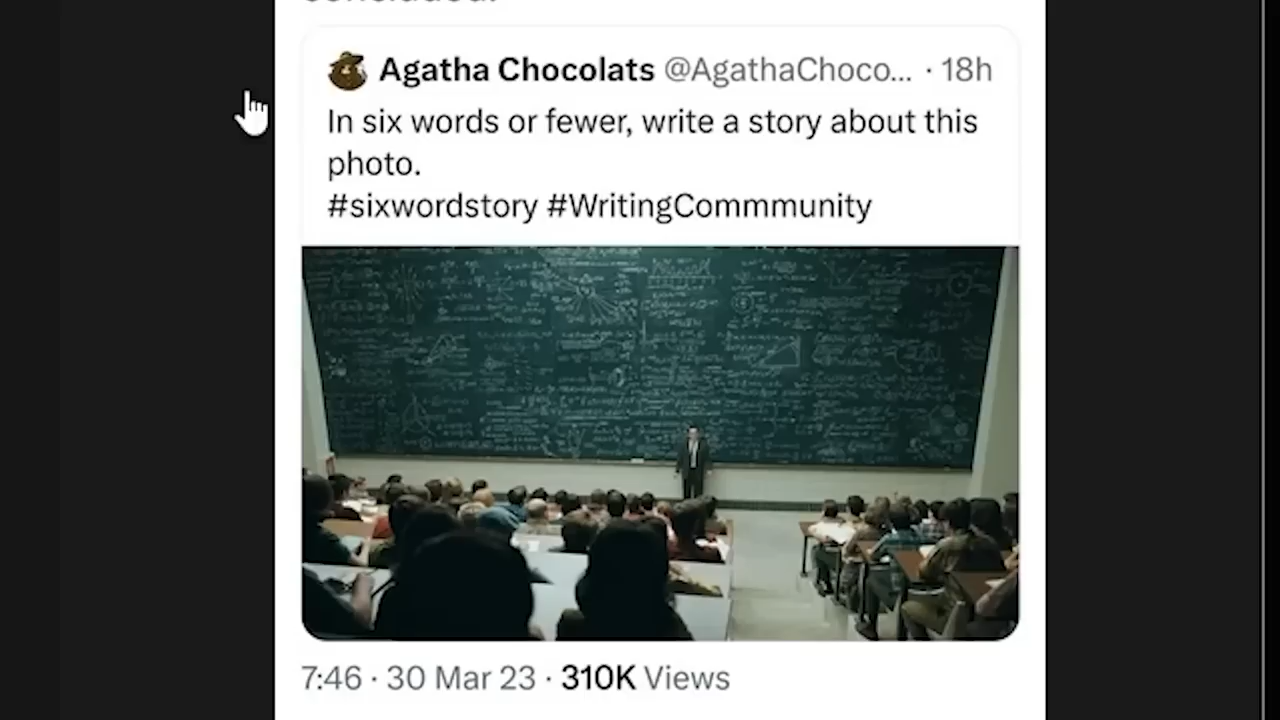 Agatha Chocolats @AgathaChoco... · 18h
In six words or fewer, write a story about this
photo.
#sixwordstory #WritingCommmunity
7:46 · 30 Mar 23 · 310K Views